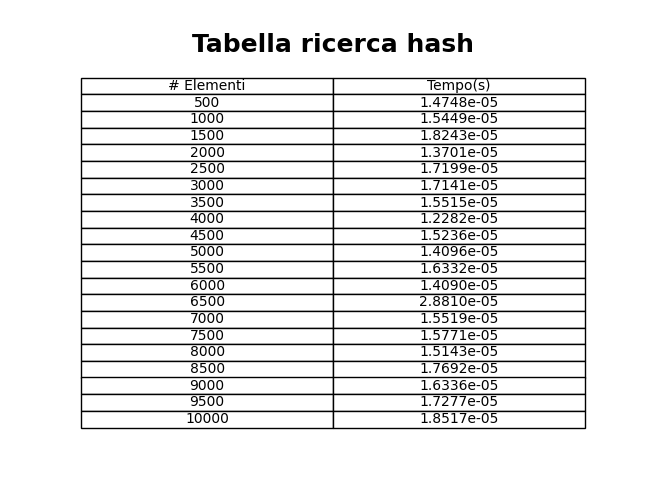 Tabella ricerca hash
# Elementi Tempo(s)
500 1.4748e-05
1000 1.5449e-05
1500 1.8243e-05
2000 1.3701e-05
2500 1.7199e-05
3000 1.7141e-05
3500 1.5515e-05
4000 1.2282e-05
4500 1.5236e-05
5000 1.4096e-05
5500 1.6332e-05
6000 1.4090e-05
6500 2.8810e-05
7000 1.5519e-05
7500 1.5771e-05
8000 1.5143e-05
8500 1.7692e-05
9000 1.6336e-05
9500 1.7277e-05
10000 1.8517e-05